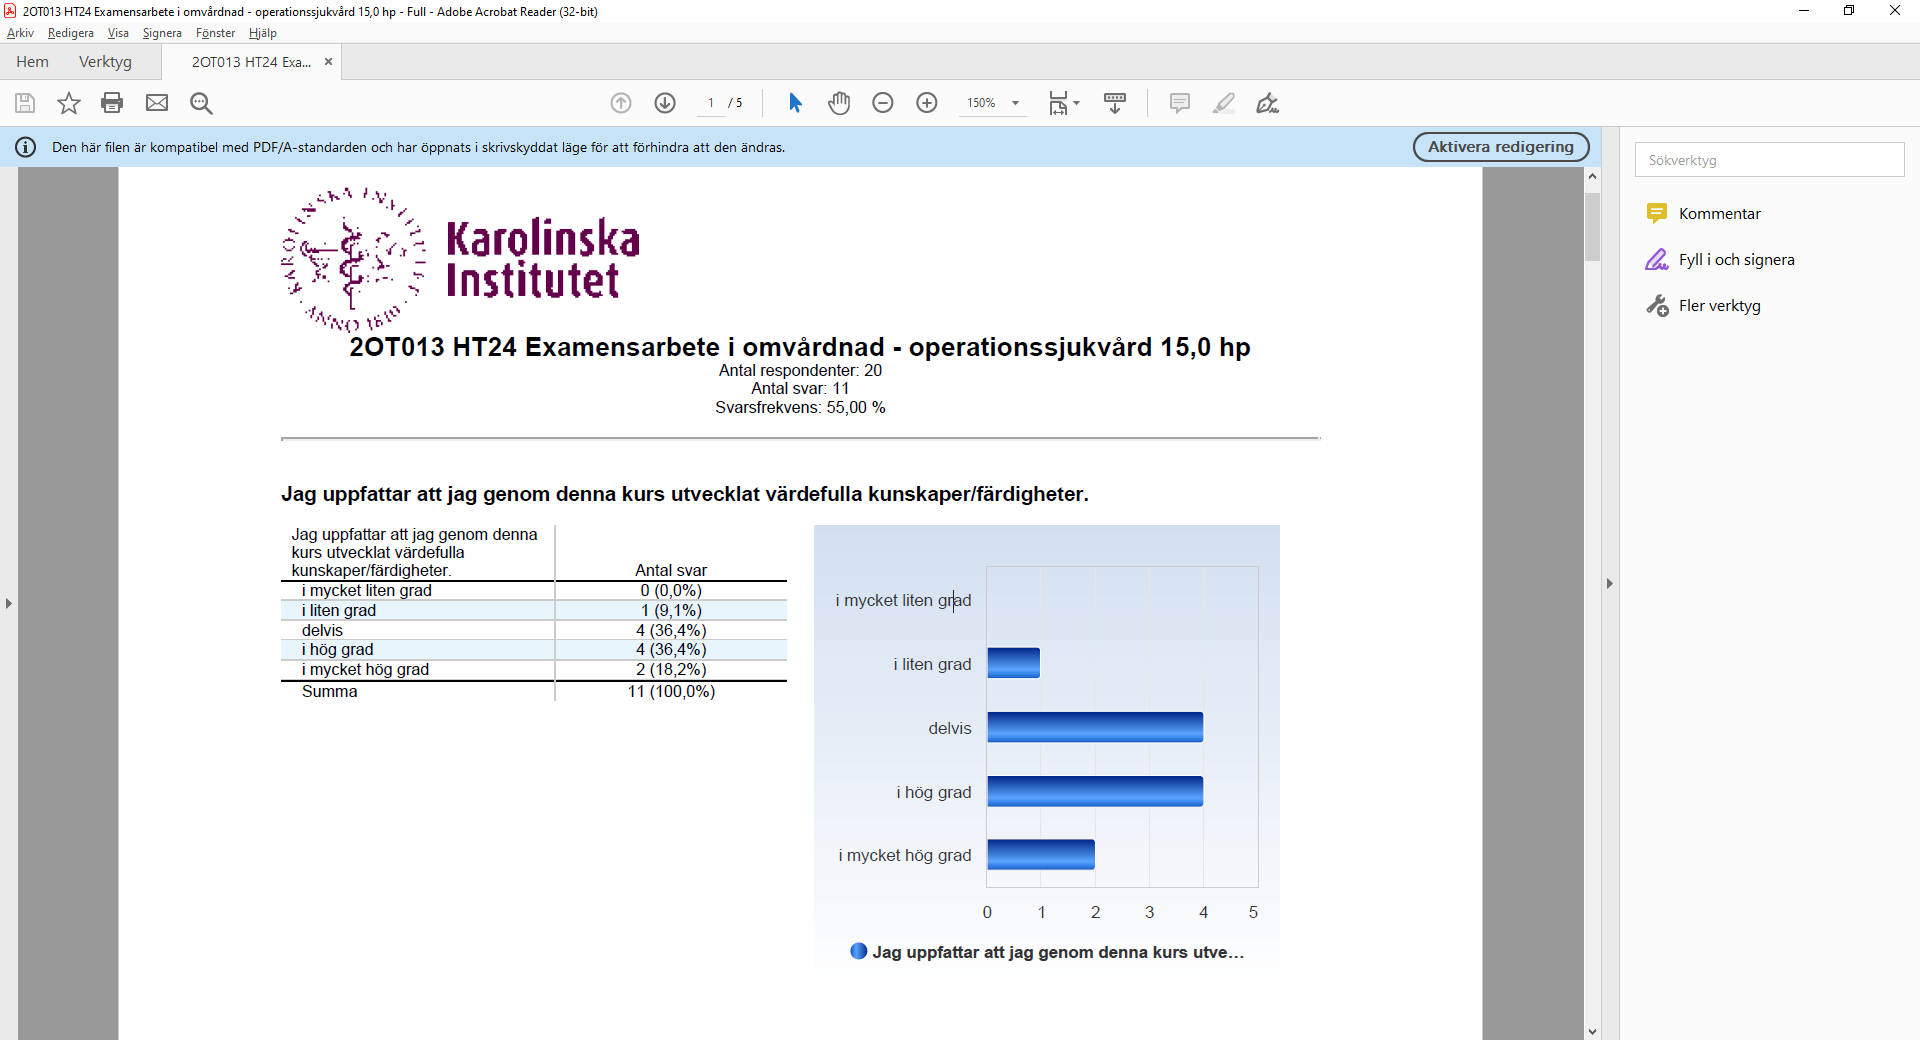 2OT013 HT24 Examensarbete i omvårdnad - operationssjukvård 15,0 hp - Full - Adobe Acrobat Reader (32-bit)
Arkiv Redigera Visa Signera Fönster Hjälp
Hem Verktyg 2OT013 HT24 Exa... ×
1 / 5 150%
Den här filen är kompatibel med PDF/A-standarden och har öppnats i skrivskyddat läge för att förhindra att den ändras. Aktivera redigering
Sökverktyg
Kommentar
Fyll i och signera
Fler verktyg
KAROLINSKA INSTITUTET
ANNO 1810
Karolinska
Institutet
2OT013 HT24 Examensarbete i omvårdnad - operationssjukvård 15,0 hp
Antal respondenter: 20
Antal svar: 11
Svarsfrekvens: 55,00 %
Jag uppfattar att jag genom denna kurs utvecklat värdefulla kunskaper/färdigheter.
Jag uppfattar att jag genom denna
kurs utvecklat värdefulla
kunskaper/färdigheter. Antal svar
i mycket liten grad 0 (0,0%)
i liten grad 1 (9,1%)
delvis 4 (36,4%)
i hög grad 4 (36,4%)
i mycket hög grad 2 (18,2%)
Summa 11 (100,0%)
i mycket liten grad
i liten grad
delvis
i hög grad
i mycket hög grad
0 1 2 3 4 5
Jag uppfattar att jag genom denna kurs utve...